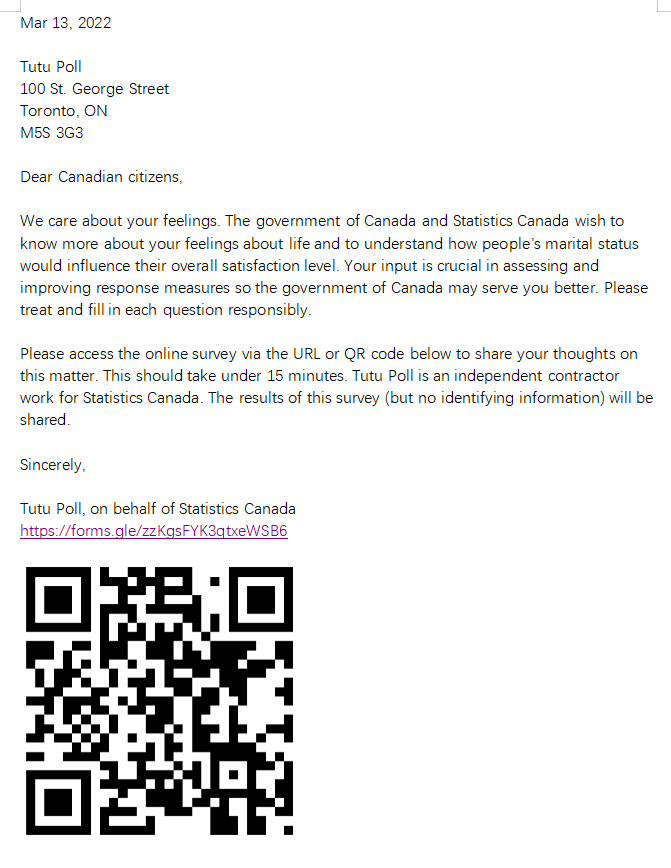 Mar 13, 2022
Tutu Poll
100 St. George Street
Toronto, ON
M5S 3G3
Dear Canadian citizens,
We care about your feelings. The government of Canada and Statistics Canada wish to
know more about your feelings about life and to understand how people's marital status
would influence their overall satisfaction level. Your input is crucial in assessing and
improving response measures so the government of Canada may serve you better. Please
treat and fill in each question responsibly.
Please access the online survey via the URL or QR code below to share your thoughts on
this matter. This should take under 15 minutes. Tutu Poll is an independent contractor
work for Statistics Canada. The results of this survey (but no identifying information) will be
shared.
Sincerely,
Tutu Poll, on behalf of Statistics Canada
https://forms.gle/zzKgsFYK3qtxeWSB6